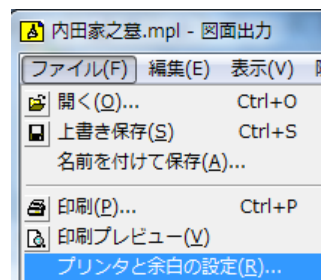 内田家之墓.mpl - 図面出力
ファイル(F) 編集(E) 表示(V)
開く(O)... Ctrl+O
上書き保存(S) Ctrl+S
名前を付けて保存(A)...
印刷(P)... Ctrl+P
印刷プレビュー(V)
プリンタと余白の設定(R)...